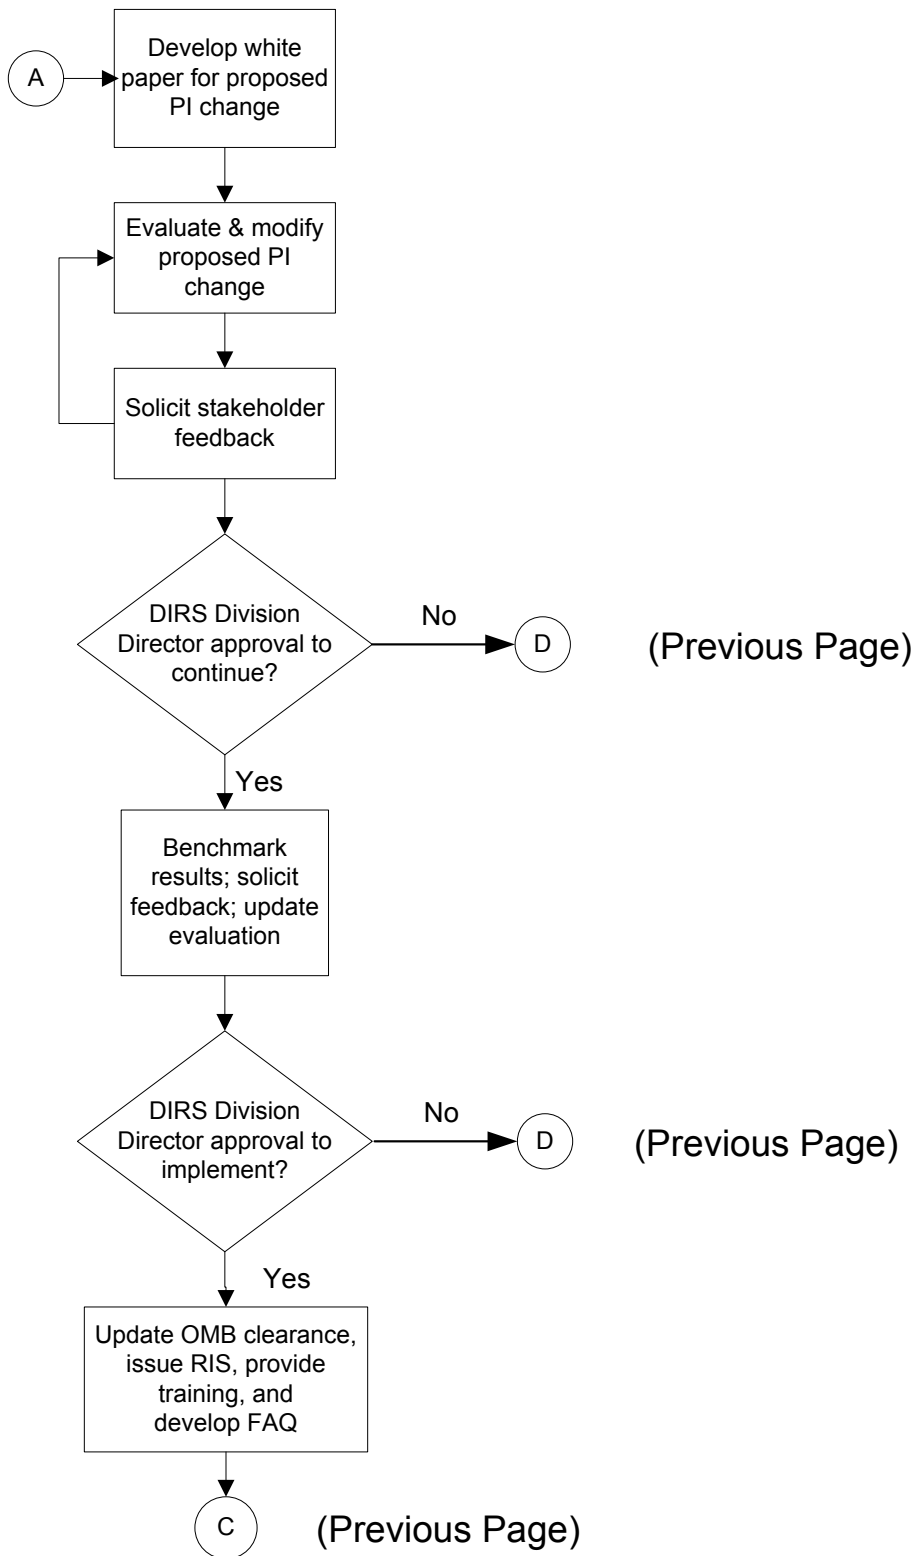 A
Develop white
paper for proposed
PI change
Evaluate & modify
proposed PI
change
Solicit stakeholder
feedback
DIRS Division
Director approval to
continue?
No
D
(Previous Page)
Yes
Benchmark
results; solicit
feedback; update
evaluation
DIRS Division
Director approval to
implement?
No
D
(Previous Page)
Yes
Update OMB clearance,
issue RIS, provide
training, and
develop FAQ
C
(Previous Page)